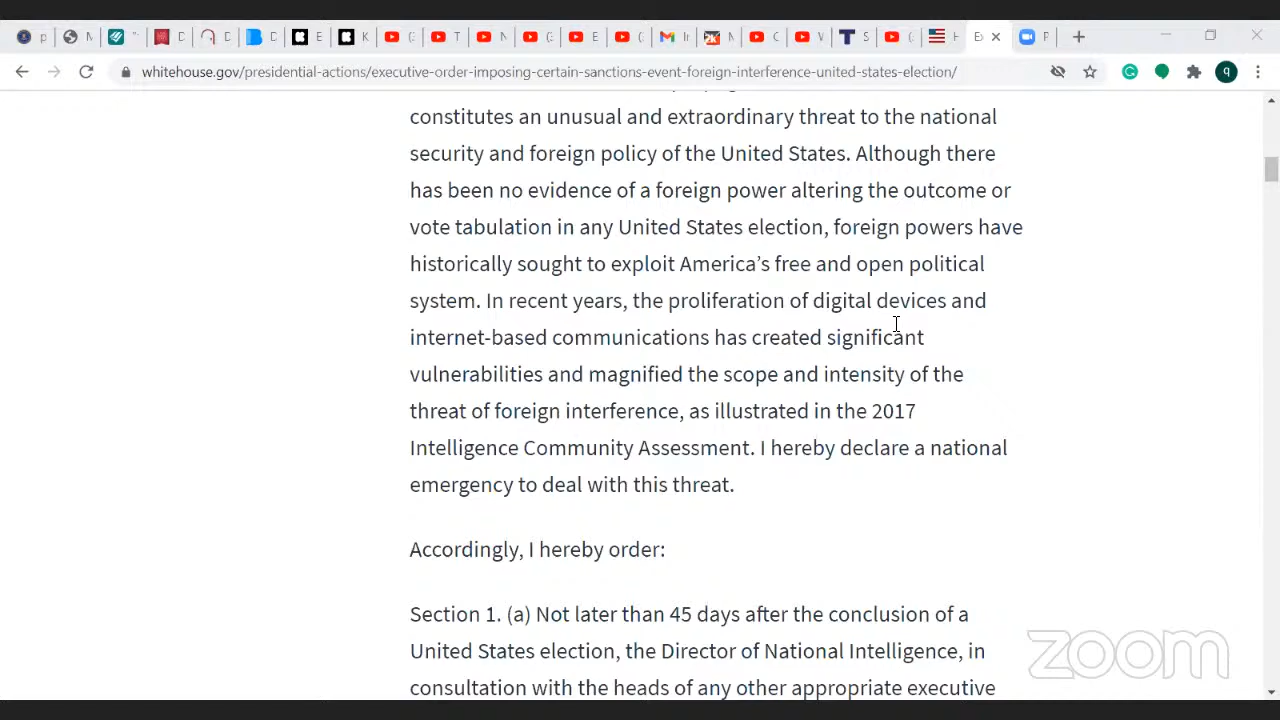 whitehouse.gov/presidential-actions/executive-order-imposing-certain-sanctions-event-foreign-interference-united-states-election/
constitutes an unusual and extraordinary threat to the national
security and foreign policy of the United States. Although there
has been no evidence of a foreign power altering the outcome or
vote tabulation in any United States election, foreign powers have
historically sought to exploit America’s free and open political
system. In recent years, the proliferation of digital devices and
internet-based communications has created significant
vulnerabilities and magnified the scope and intensity of the
threat of foreign interference, as illustrated in the 2017
Intelligence Community Assessment. I hereby declare a national
emergency to deal with this threat.
Accordingly, I hereby order:
Section 1. (a) Not later than 45 days after the conclusion of a
United States election, the Director of National Intelligence, in
consultation with the heads of any other appropriate executive
zoom